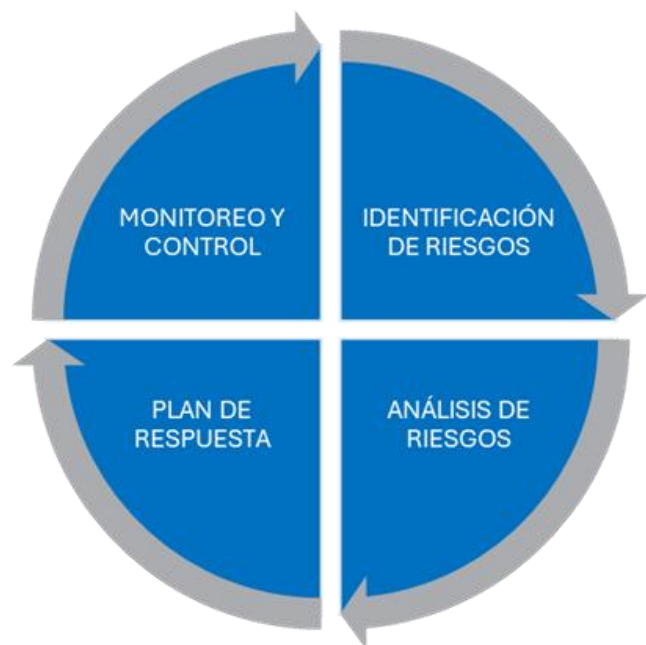 MONITOREO Y
CONTROL
IDENTIFICACIÓN
DE RIESGOS
PLAN DE
RESPUESTA
ANÁLISIS DE
RIESGOS